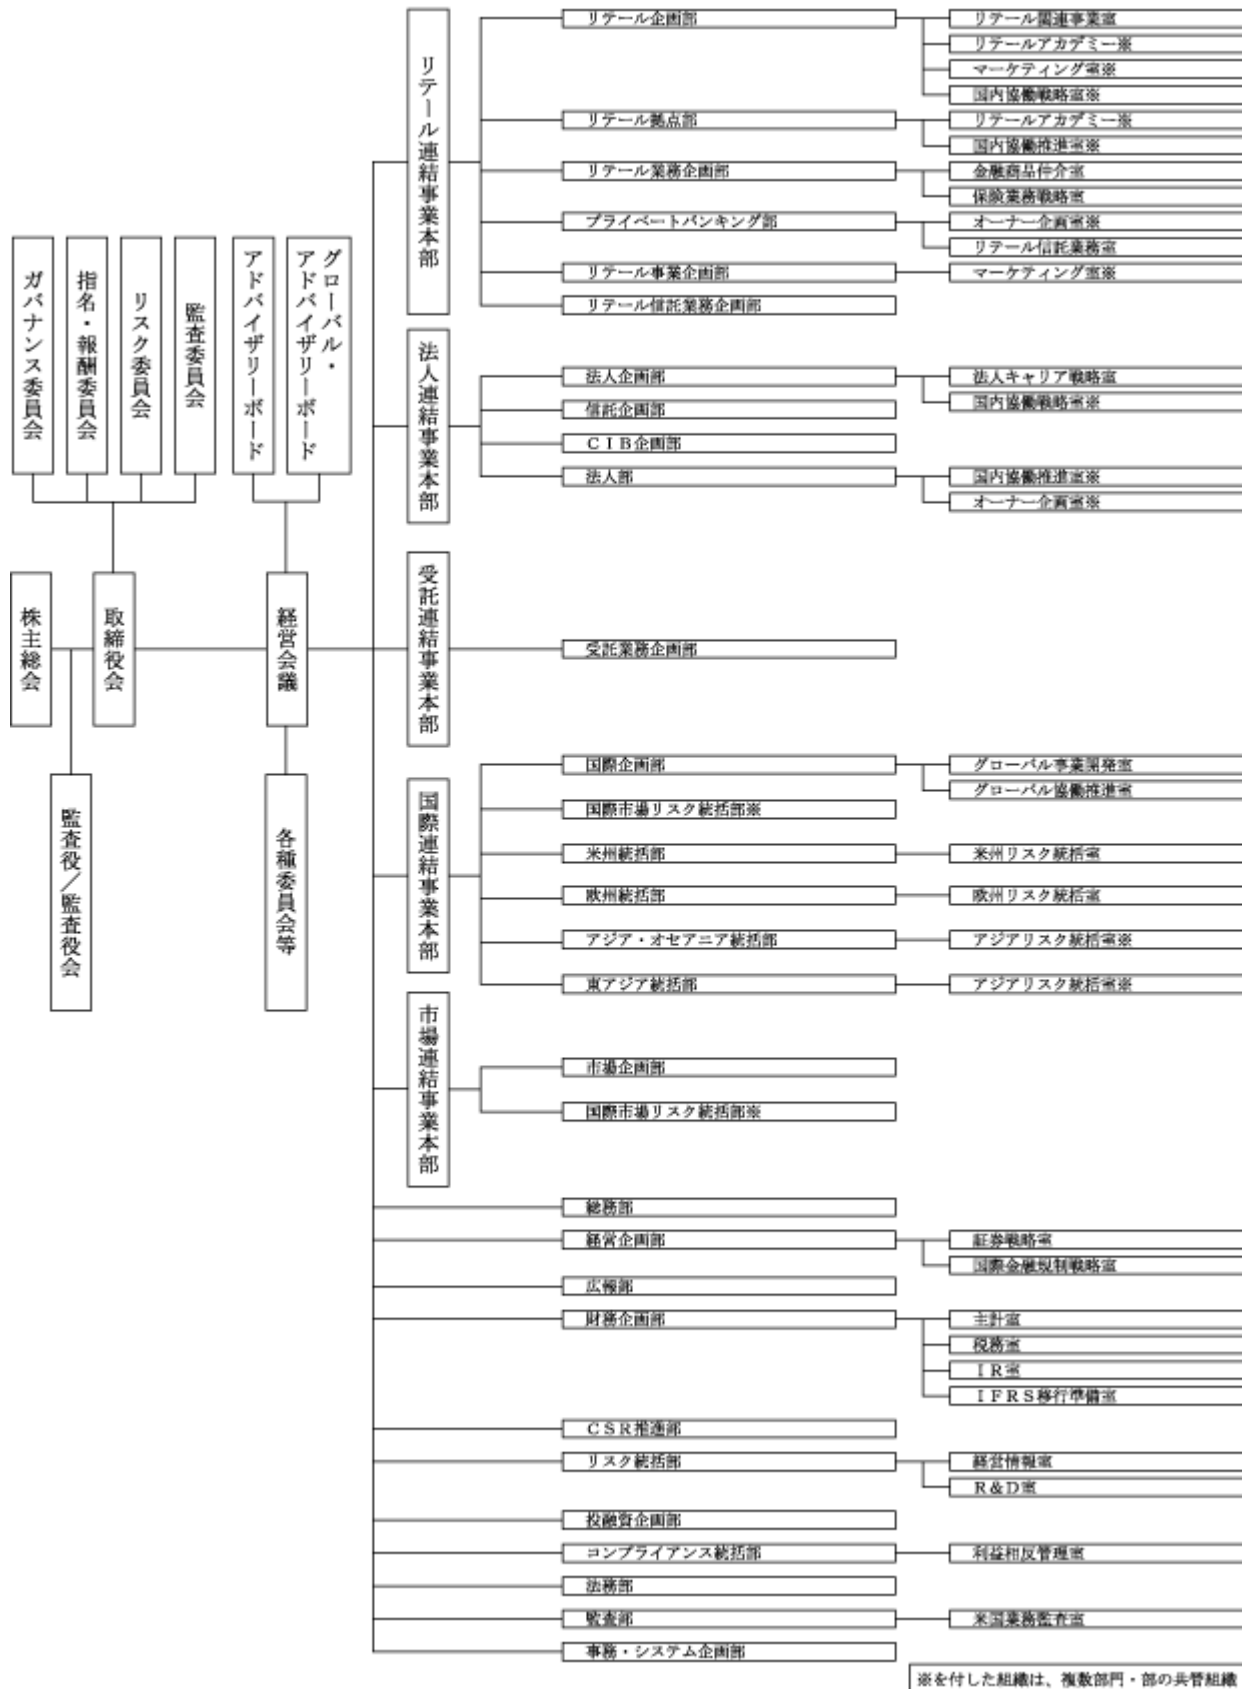 ガバナンス委員会
指名・報酬委員会
リスク委員会
監査委員会
アドバイザリーボード
グローバル・
アドバイザリーボード
株主総会
取締役会
経営会議
監査役／監査役会
各種委員会等
リテール連結事業本部
リテール企画部
リテール関連事業室
リテールアカデミー※
マーケティング室※
国内協働戦略室※
リテール拠点部
リテールアカデミー※
国内協働推進室※
リテール業務企画部
金融商品仲介室
保険業務戦略室
プライベートバンキング部
オーナー企画室※
リテール信託業務室
リテール事業企画部
マーケティング室※
リテール信託業務企画部
法人連結事業本部
法人企画部
法人キャリア戦略室
国内協働戦略室※
信託企画部
ＣＩＢ企画部
法人部
国内協働推進室※
オーナー企画室※
受託連結事業本部
受託業務企画部
国際連結事業本部
国際企画部
グローバル事業開発室
グローバル協働推進室
国際市場リスク統括部※
米州統括部
米州リスク統括室
欧州統括部
欧州リスク統括室
アジア・オセアニア統括部
アジアリスク統括室※
東アジア統括部
アジアリスク統括室※
市場連結事業本部
市場企画部
国際市場リスク統括部※
総務部
経営企画部
証券戦略室
国際金融規制戦略室
広報部
財務企画部
主計室
税務室
ＩＲ室
ＩＦＲＳ移行準備室
ＣＳＲ推進部
リスク統括部
経営情報室
Ｒ＆Ｄ室
投融資企画部
コンプライアンス統括部
利益相反管理室
法務部
監査部
米国業務監査室
事務・システム企画部
※を付した組織は、複数部門・部の共管組織